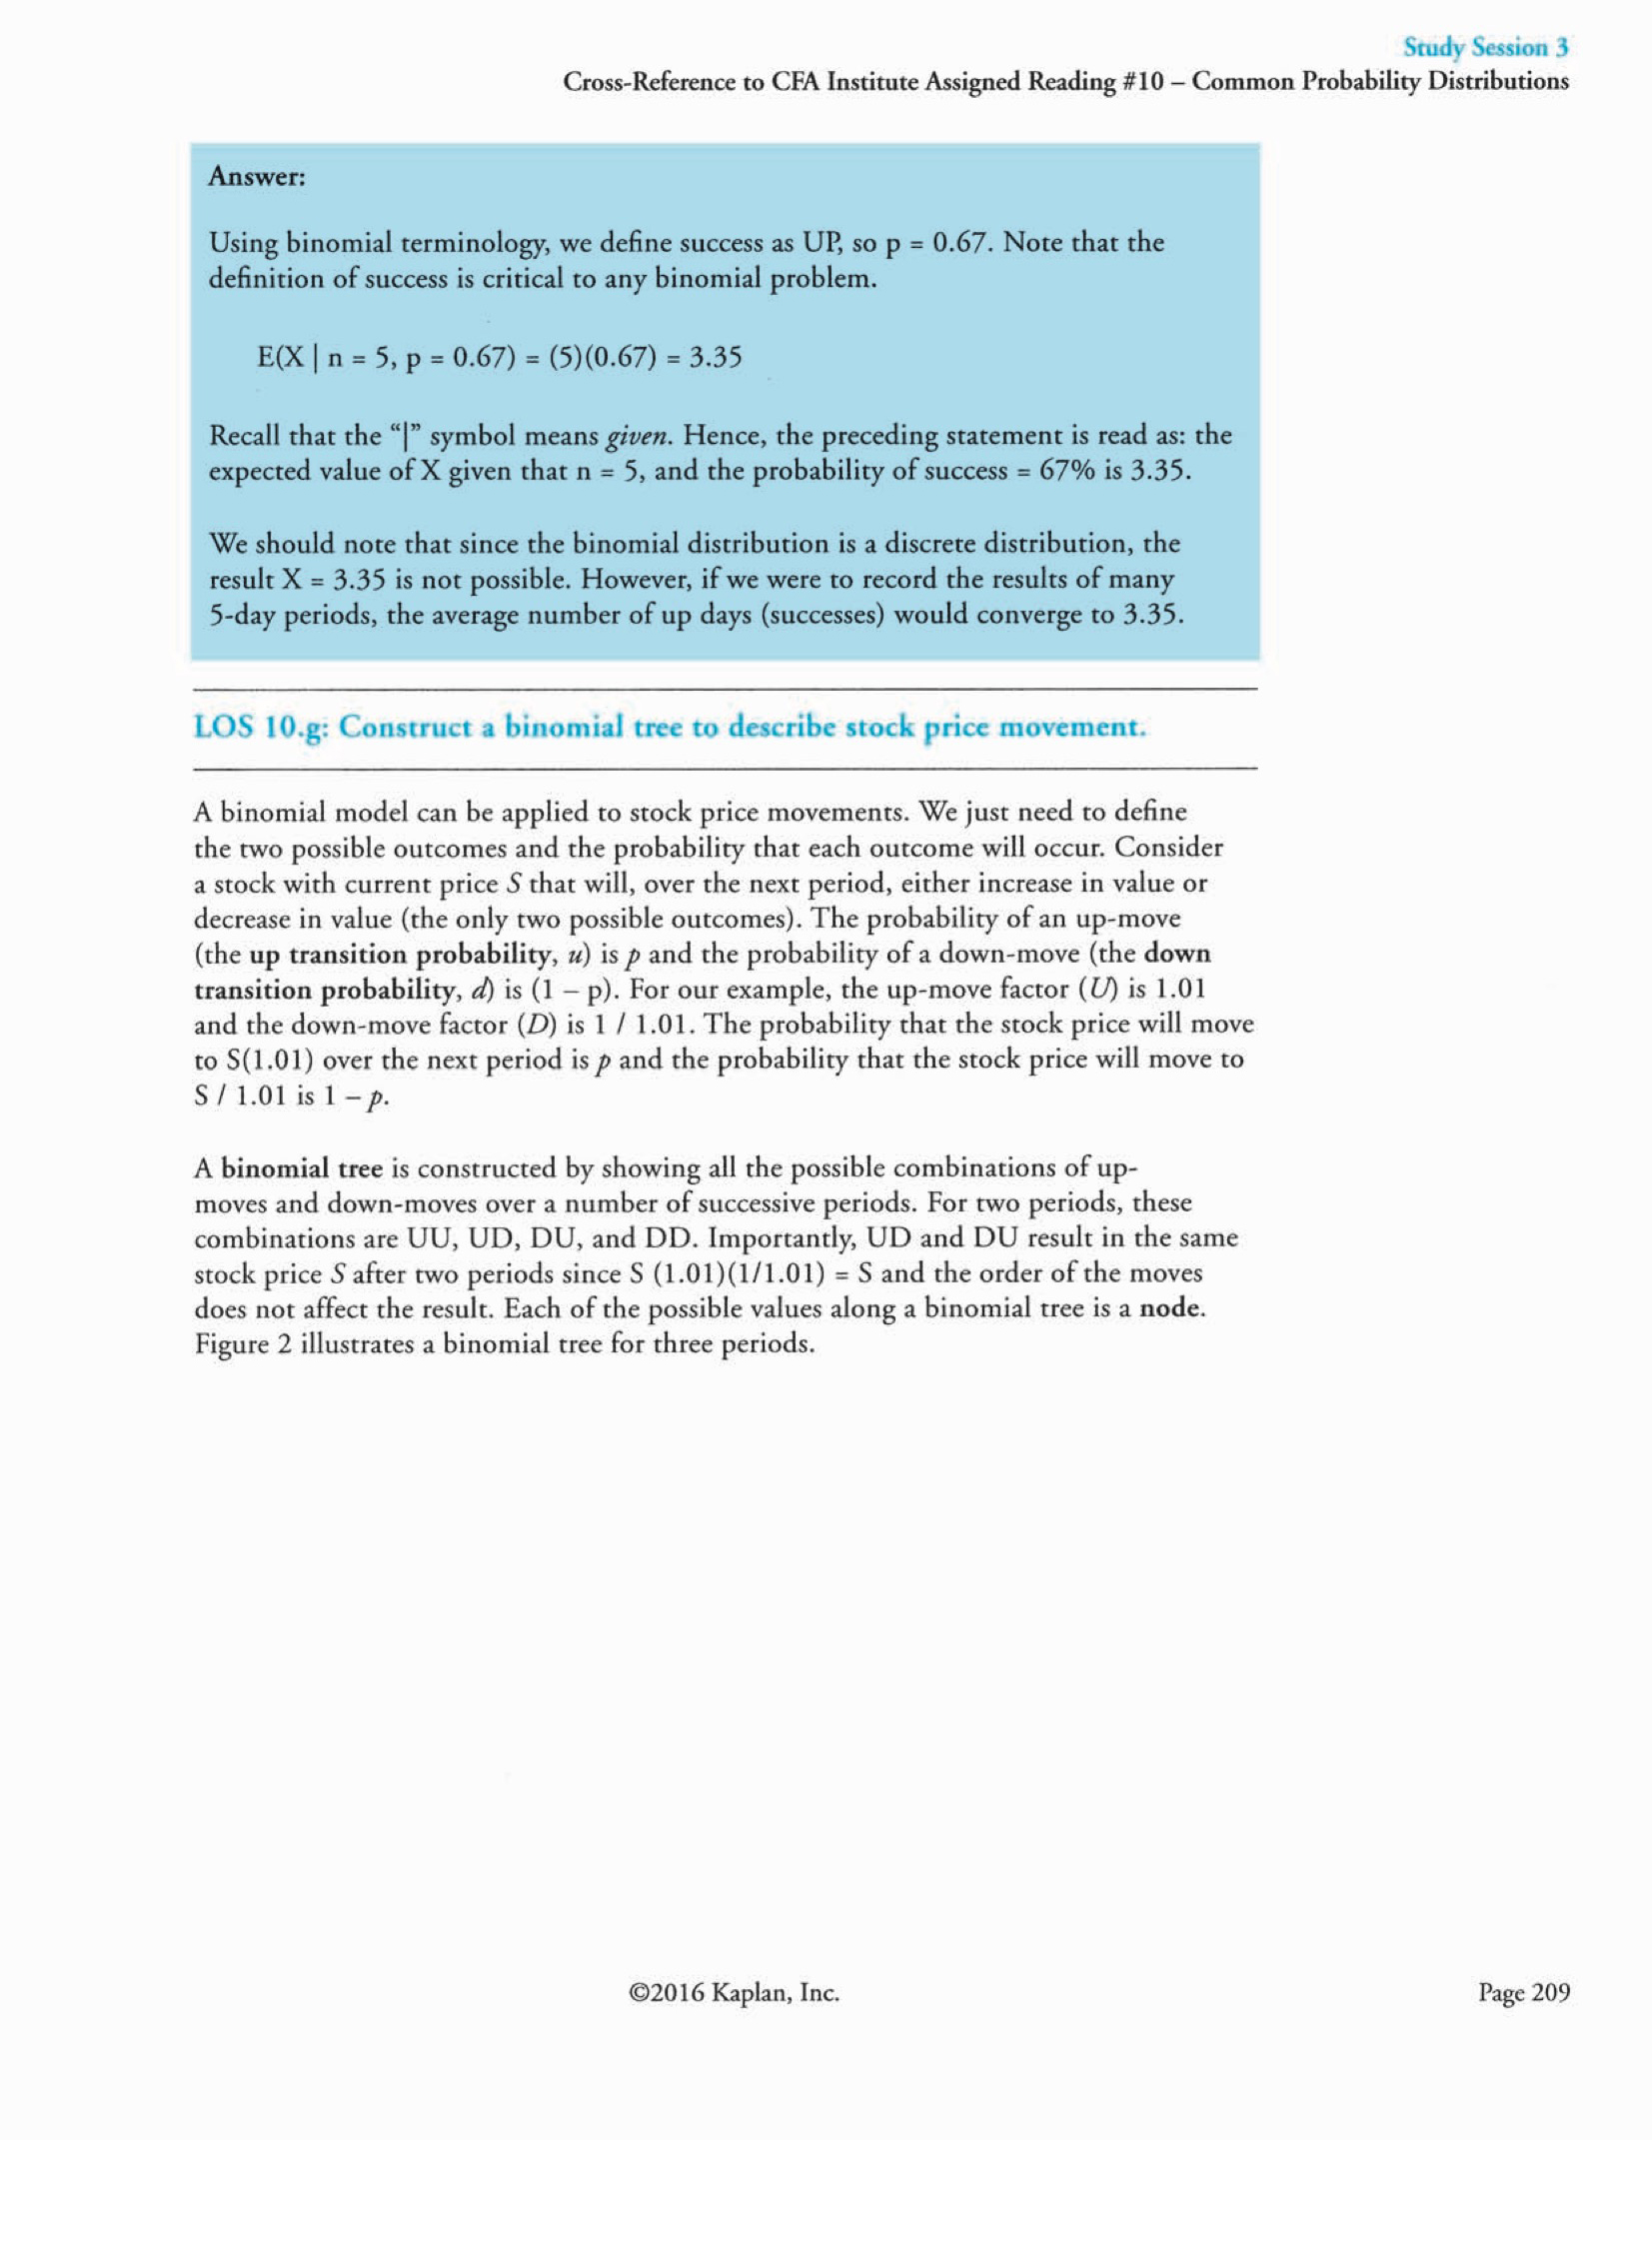 Study Session 3
Cross-Reference to CFA Institute Assigned Reading #10 – Common Probability Distributions
Answer:
Using binomial terminology, we define success as UP, so p = 0.67. Note that the
definition of success is critical to any binomial problem.
E(X | n = 5, p = 0.67) = (5)(0.67) = 3.35
Recall that the “|” symbol means given. Hence, the preceding statement is read as: the
expected value of X given that n = 5, and the probability of success = 67% is 3.35.
We should note that since the binomial distribution is a discrete distribution, the
result X = 3.35 is not possible. However, if we were to record the results of many
5-day periods, the average number of up days (successes) would converge to 3.35.
LOS 10.g: Construct a binomial tree to describe stock price movement.
A binomial model can be applied to stock price movements. We just need to define
the two possible outcomes and the probability that each outcome will occur. Consider
a stock with current price S that will, over the next period, either increase in value or
decrease in value (the only two possible outcomes). The probability of an up-move
(the up transition probability, u) is p and the probability of a down-move (the down
transition probability, d) is (1 – p). For our example, the up-move factor (U) is 1.01
and the down-move factor (D) is 1 / 1.01. The probability that the stock price will move
to S(1.01) over the next period is p and the probability that the stock price will move to
S / 1.01 is 1 – p.
A binomial tree is constructed by showing all the possible combinations of up-
moves and down-moves over a number of successive periods. For two periods, these
combinations are UU, UD, DU, and DD. Importantly, UD and DU result in the same
stock price S after two periods since S (1.01)(1/1.01) = S and the order of the moves
does not affect the result. Each of the possible values along a binomial tree is a node.
Figure 2 illustrates a binomial tree for three periods.
©2016 Kaplan, Inc.
Page 209